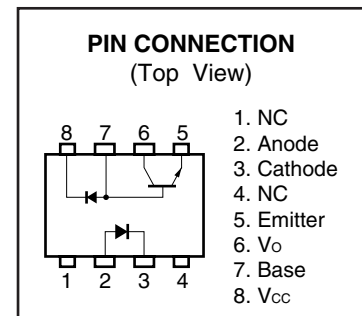 PIN CONNECTION
(Top View)
8 7 6 5
1 2 3 4
1. NC
2. Anode
3. Cathode
4. NC
5. Emitter
6. VO
7. Base
8. VCC